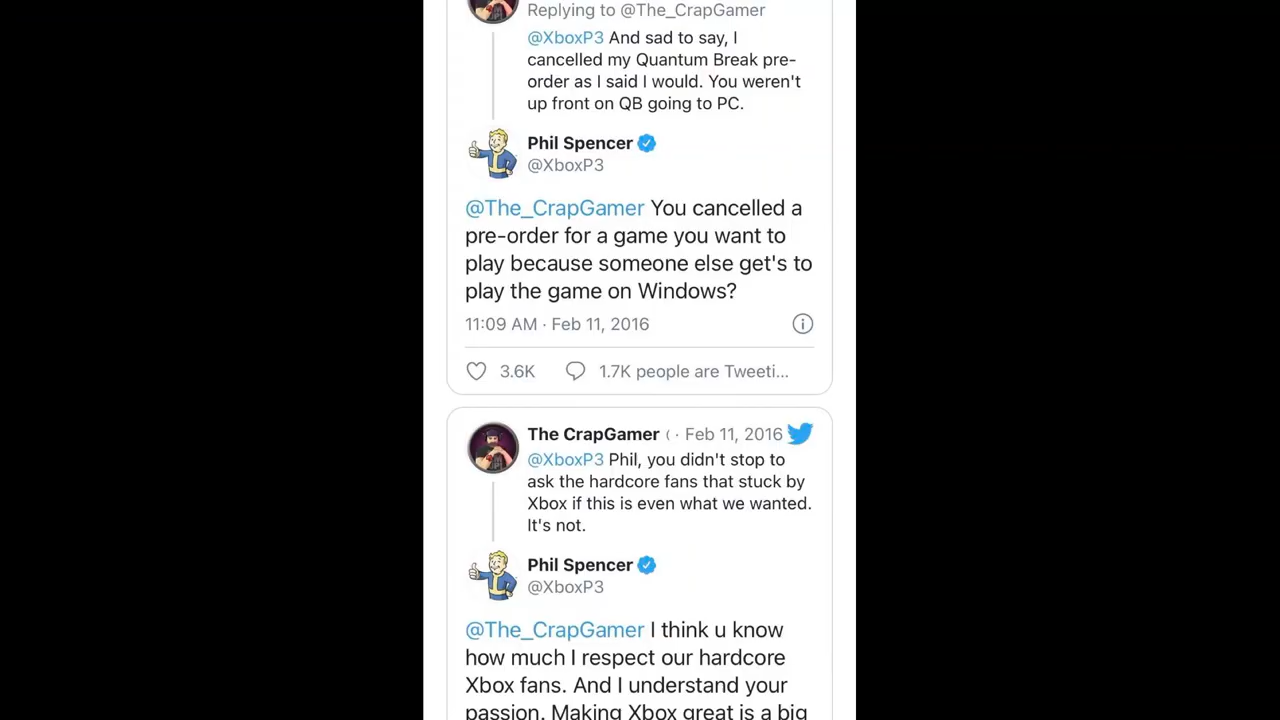 Replying to @The_CrapGamer
@XboxP3 And sad to say, I
cancelled my Quantum Break pre-
order as I said I would. You weren't
up front on QB going to PC.
Phil Spencer
@XboxP3
@The_CrapGamer You cancelled a
pre-order for a game you want to
play because someone else get's to
play the game on Windows?
11:09 AM · Feb 11, 2016
3.6K 1.7K people are Tweeti...
The CrapGamer ( · Feb 11, 2016
@XboxP3 Phil, you didn't stop to
ask the hardcore fans that stuck by
Xbox if this is even what we wanted.
It's not.
Phil Spencer
@XboxP3
@The_CrapGamer I think u know
how much I respect our hardcore
Xbox fans. And I understand your
passion. Making Xbox great is a big